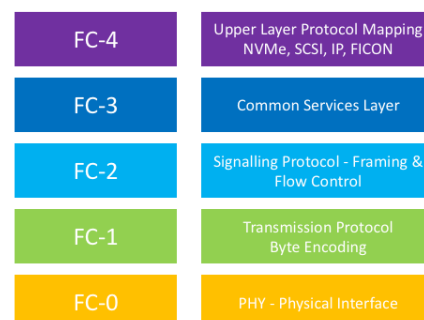 FC-4
Upper Layer Protocol Mapping
NVMe, SCSI, IP, FICON
FC-3
Common Services Layer
FC-2
Signalling Protocol - Framing &
Flow Control
FC-1
Transmission Protocol
Byte Encoding
FC-0
PHY - Physical Interface